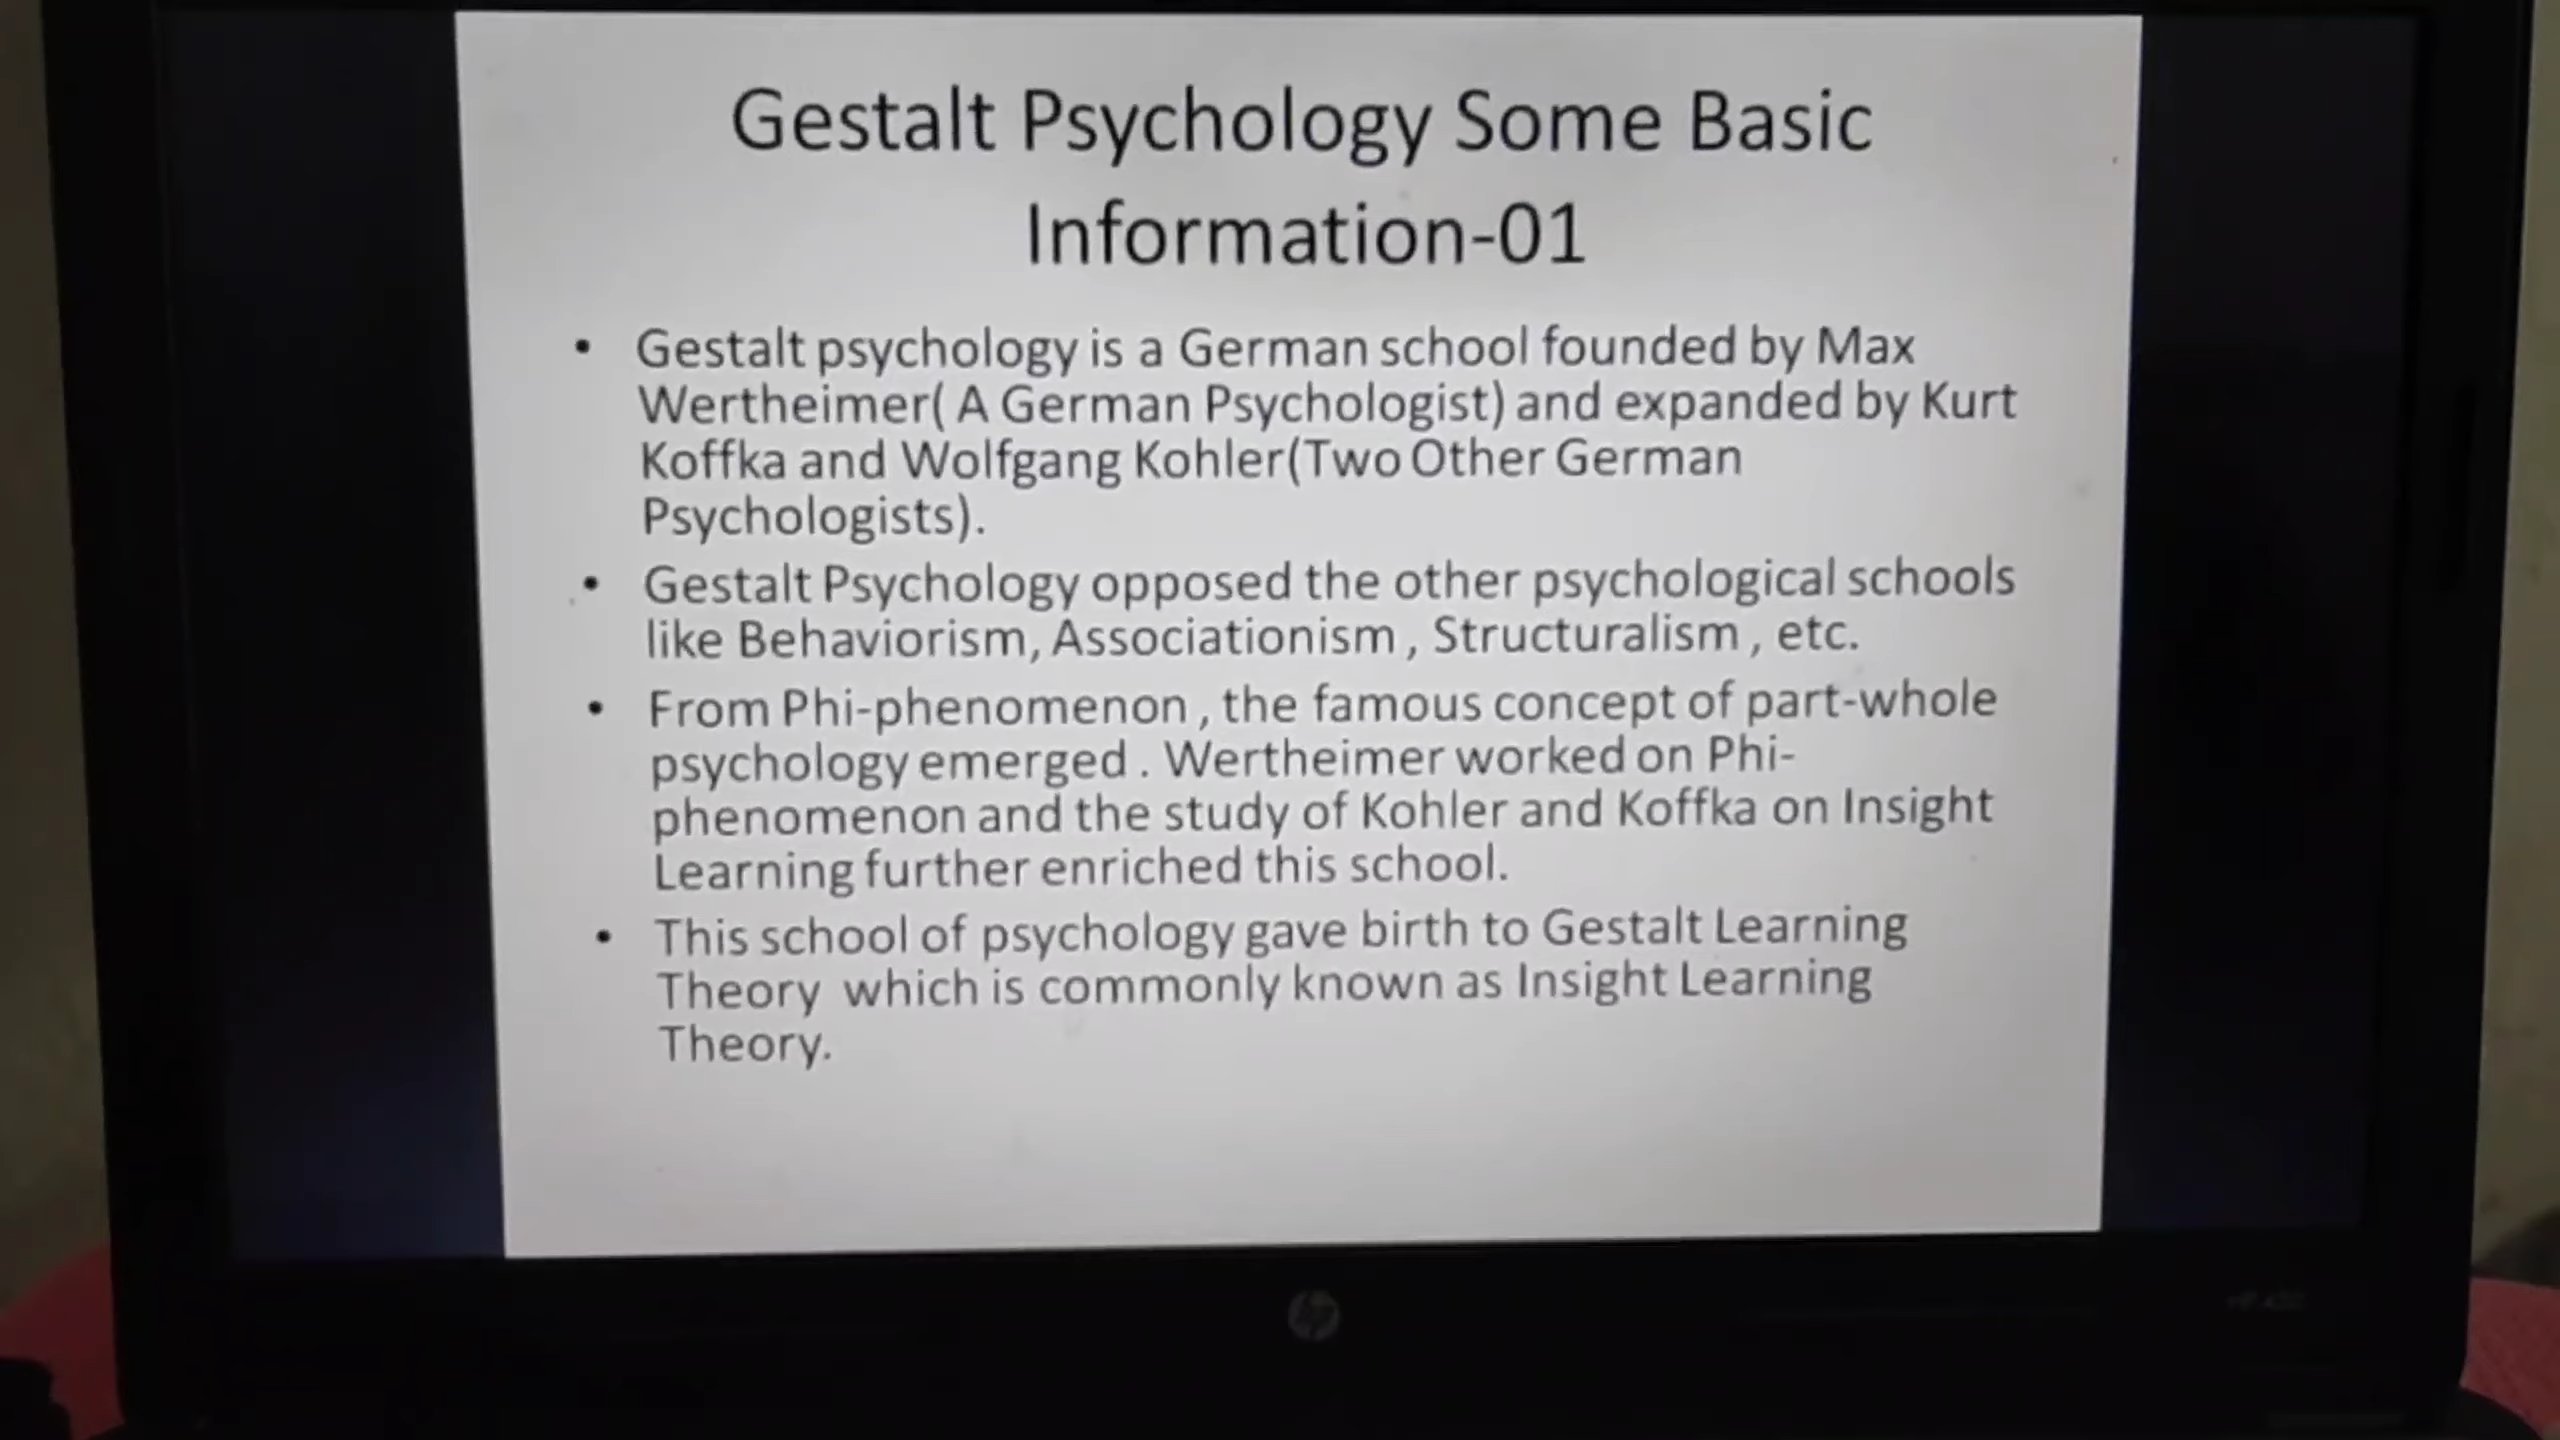 Gestalt Psychology Some Basic
Information-01
• Gestalt psychology is a German school founded by Max
Wertheimer( A German Psychologist) and expanded by Kurt
Koffka and Wolfgang Kohler(Two Other German
Psychologists).
• Gestalt Psychology opposed the other psychological schools
like Behaviorism, Associationism , Structuralism , etc.
• From Phi-phenomenon , the famous concept of part-whole
psychology emerged . Wertheimer worked on Phi-
phenomenon and the study of Kohler and Koffka on Insight
Learning further enriched this school.
• This school of psychology gave birth to Gestalt Learning
Theory which is commonly known as Insight Learning
Theory.
hp